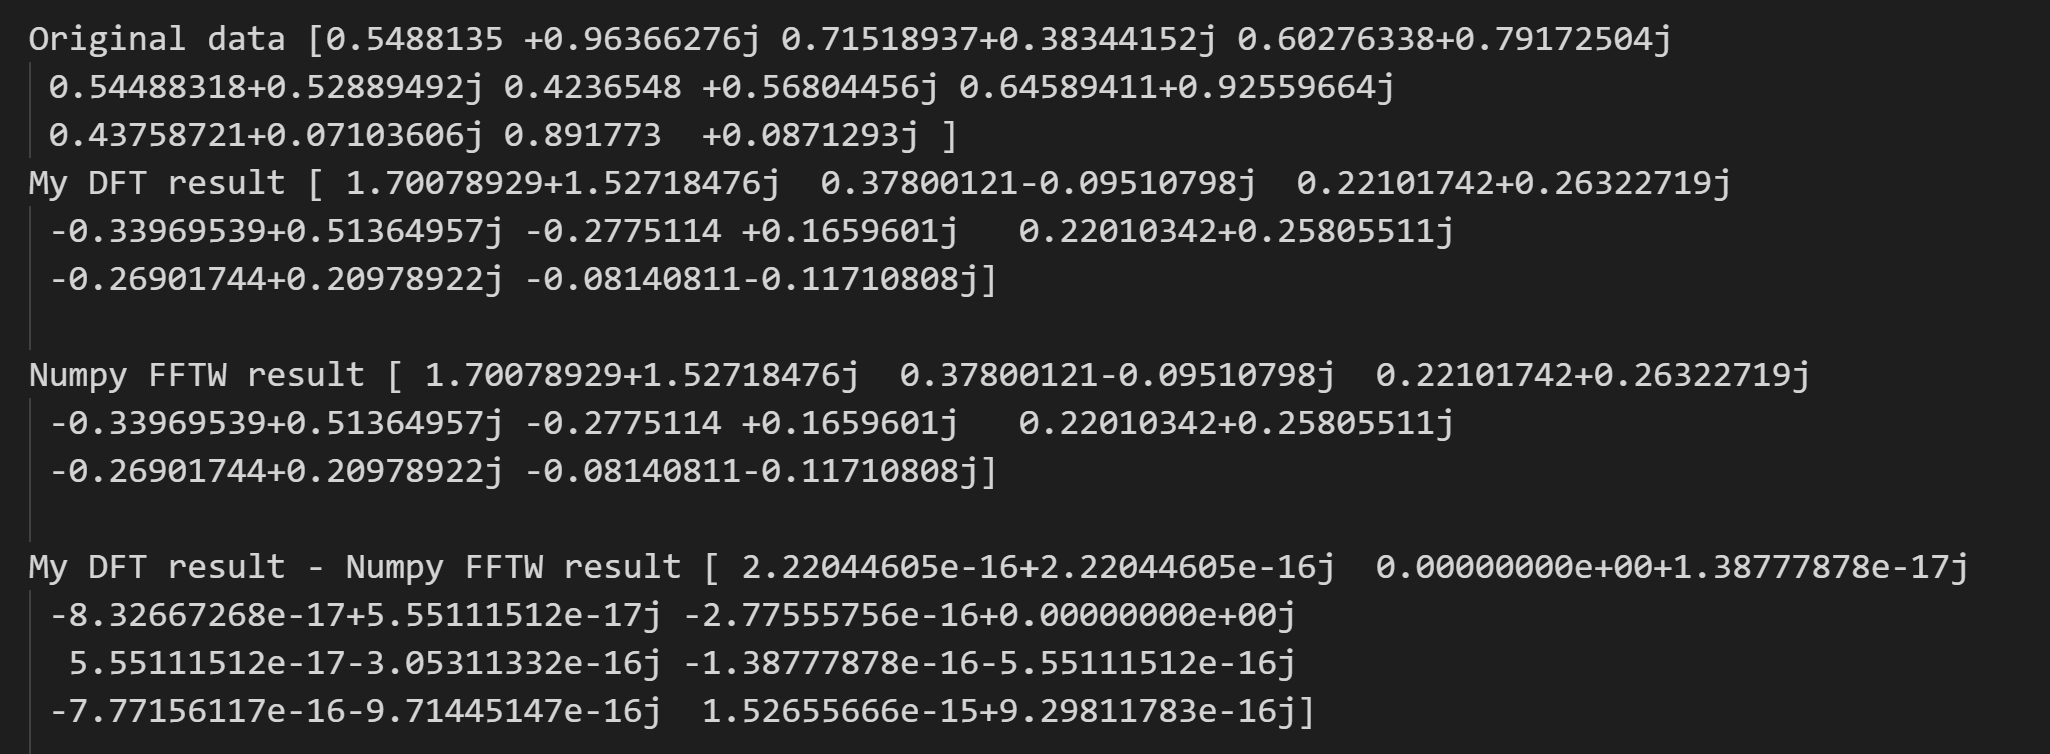 Original data [0.5488135 +0.96366276j 0.71518937+0.38344152j 0.60276338+0.79172504j
 0.54488318+0.52889492j 0.4236548 +0.56804456j 0.64589411+0.92559664j
 0.43758721+0.07103606j 0.891773  +0.0871293j ]
My DFT result [ 1.70078929+1.52718476j  0.37800121-0.09510798j  0.22101742+0.26322719j
 -0.33969539+0.51364957j -0.2775114 +0.1659601j   0.22010342+0.25805511j
 -0.26901744+0.20978922j -0.08140811-0.11710808j]
Numpy FFTW result [ 1.70078929+1.52718476j  0.37800121-0.09510798j  0.22101742+0.26322719j
 -0.33969539+0.51364957j -0.2775114 +0.1659601j   0.22010342+0.25805511j
 -0.26901744+0.20978922j -0.08140811-0.11710808j]
My DFT result - Numpy FFTW result [ 2.22044605e-16+2.22044605e-16j  0.00000000e+00+1.38777878e-17j
 -8.32667268e-17+5.55111512e-17j -2.77555756e-16+0.00000000e+00j
  5.55111512e-17-3.05311332e-16j -1.38777878e-16-5.55111512e-16j
 -7.77156117e-16-9.71445147e-16j  1.52655666e-15+9.29811783e-16j]